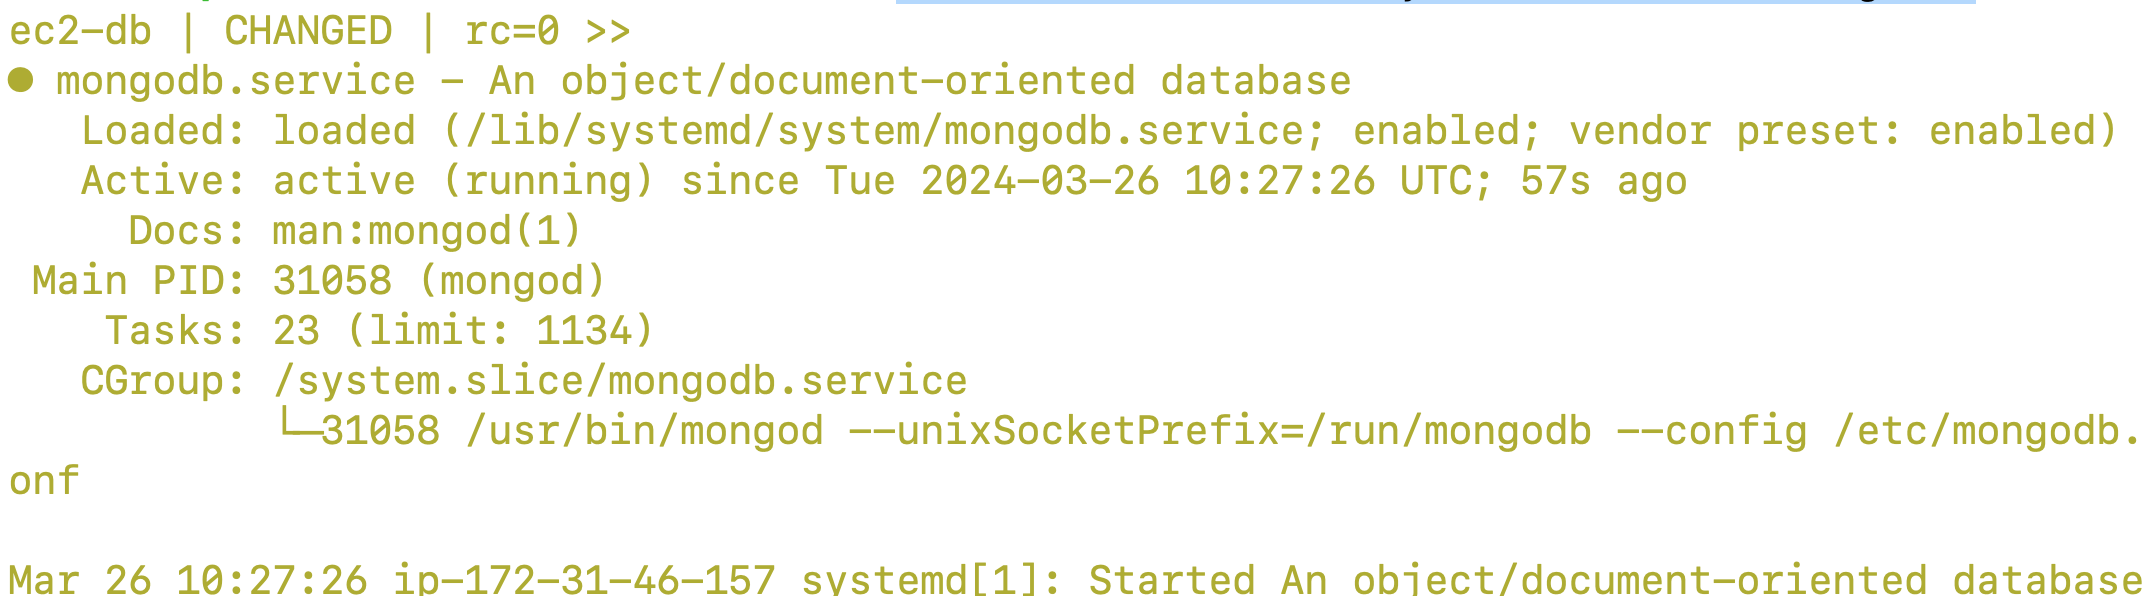 ec2-db | CHANGED | rc=0 >>
● mongodb.service - An object/document-oriented database
   Loaded: loaded (/lib/systemd/system/mongodb.service; enabled; vendor preset: enabled)
   Active: active (running) since Tue 2024-03-26 10:27:26 UTC; 57s ago
     Docs: man:mongod(1)
 Main PID: 31058 (mongod)
    Tasks: 23 (limit: 1134)
   CGroup: /system.slice/mongodb.service
           └─31058 /usr/bin/mongod --unixSocketPrefix=/run/mongodb --config /etc/mongodb.
onf

Mar 26 10:27:26 ip-172-31-46-157 systemd[1]: Started An object/document-oriented database